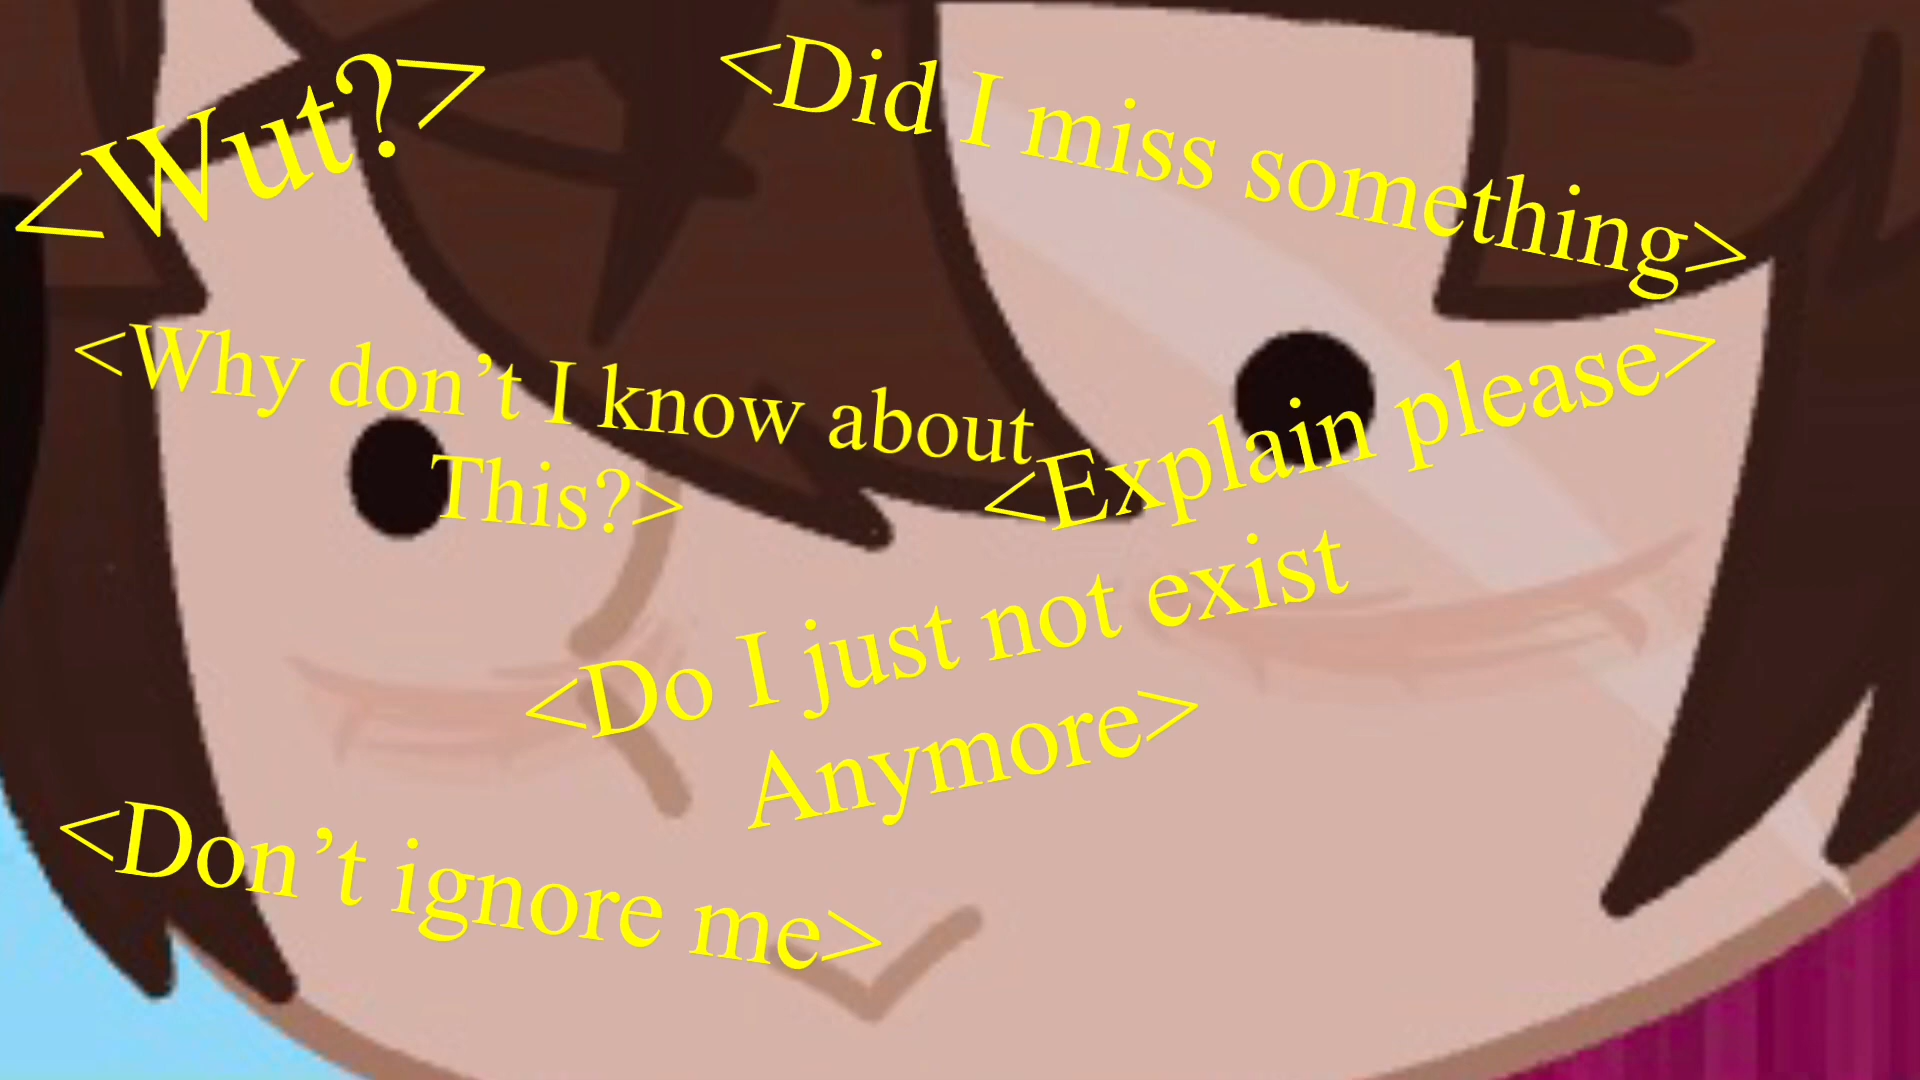 <Wut?>
<Did I miss something>
<Why don’t I know about
This?>
<Explain please>
<Do I just not exist
Anymore>
<Don’t ignore me>